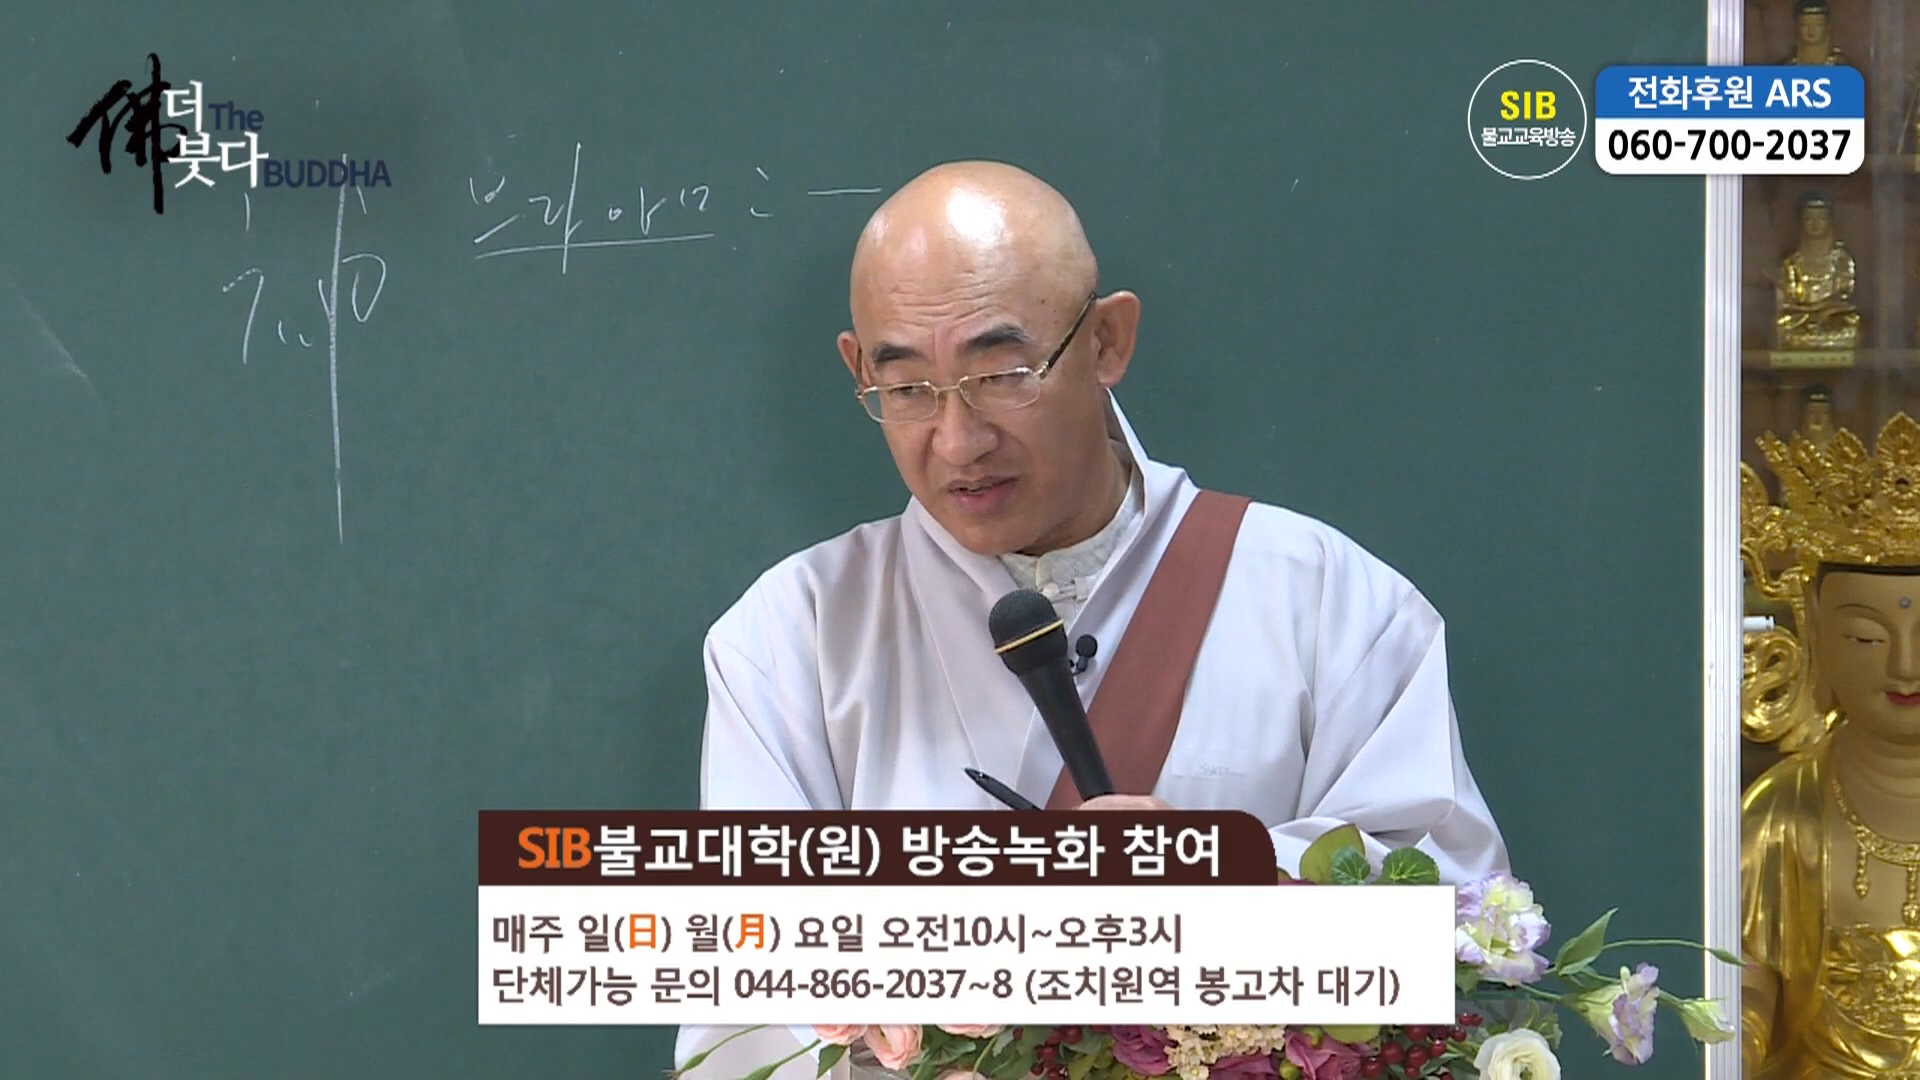 佛
더
The
붓다
BUDDHA
SIB
불교교육방송
전화후원 ARS
060-700-2037
SIB불교대학(원) 방송녹화 참여
매주 일(日) 월(月) 요일 오전10시~오후3시
단체가능 문의 044-866-2037~8 (조치원역 봉고차 대기)